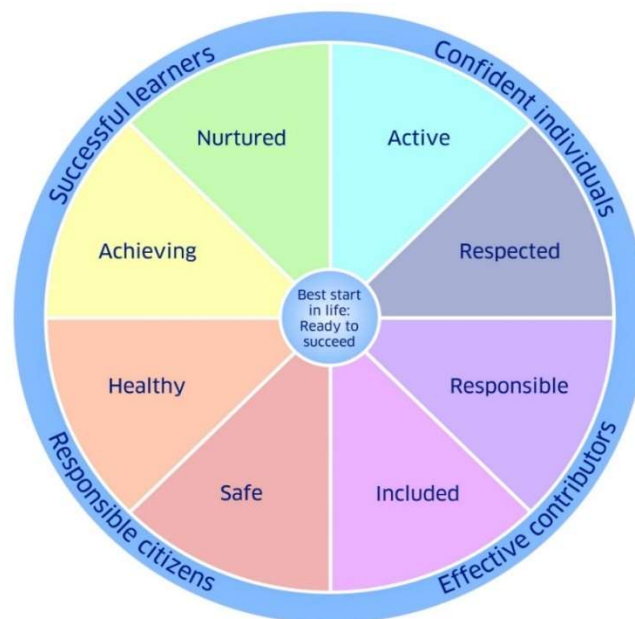 Successful learners
Confident individuals
Nurtured
Active
Achieving
Respected
Best start
in life:
Ready to
succeed
Healthy
Responsible
Safe
Included
Responsible citizens
Effective contributors